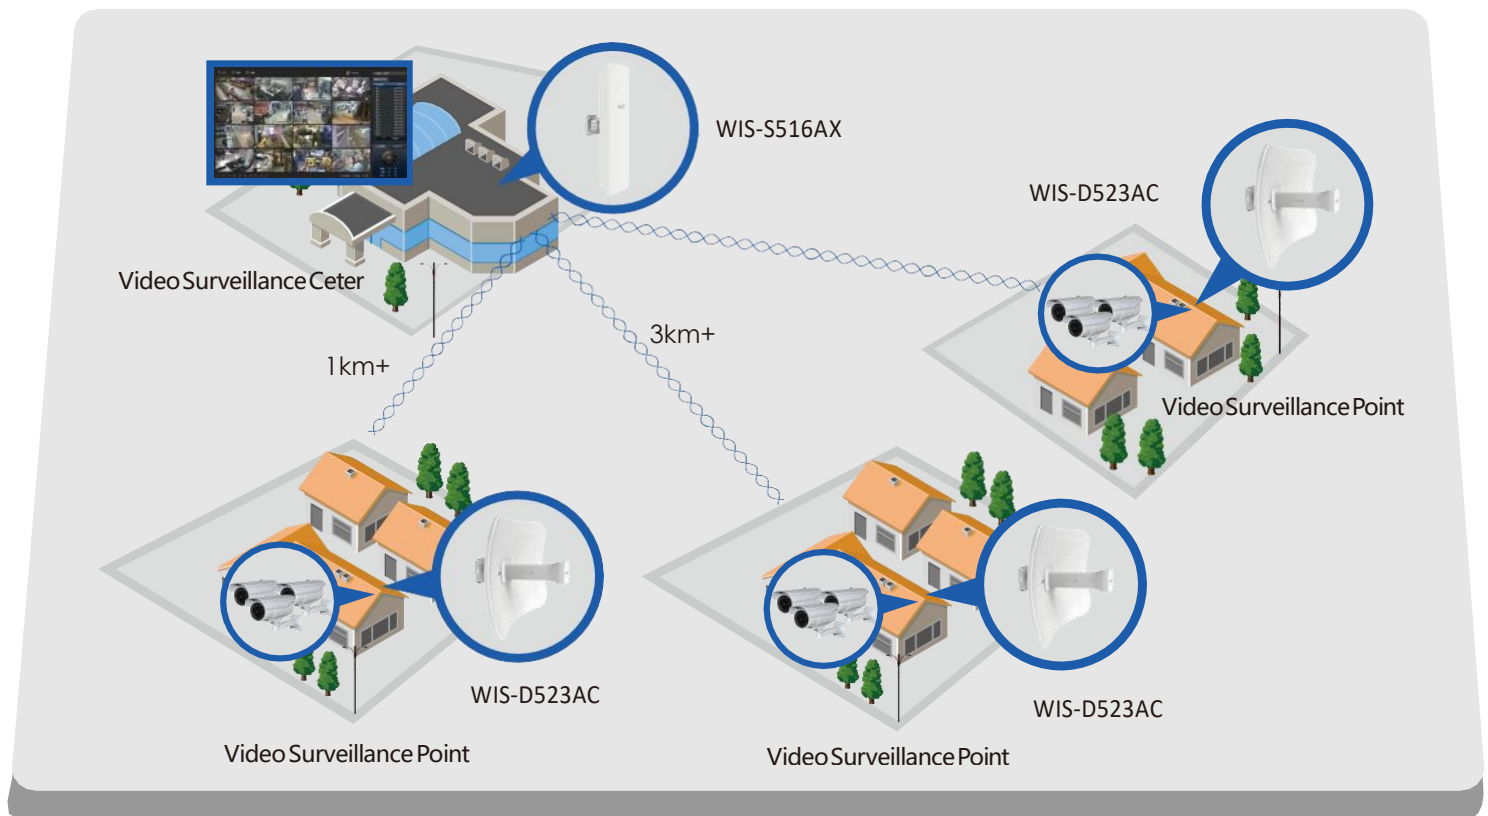 WIS-S516AX
WIS-D523AC
Video Surveillance Ceter
3km+
1km+
Video Surveillance Point
WIS-D523AC
WIS-D523AC
Video Surveillance Point
Video Surveillance Point